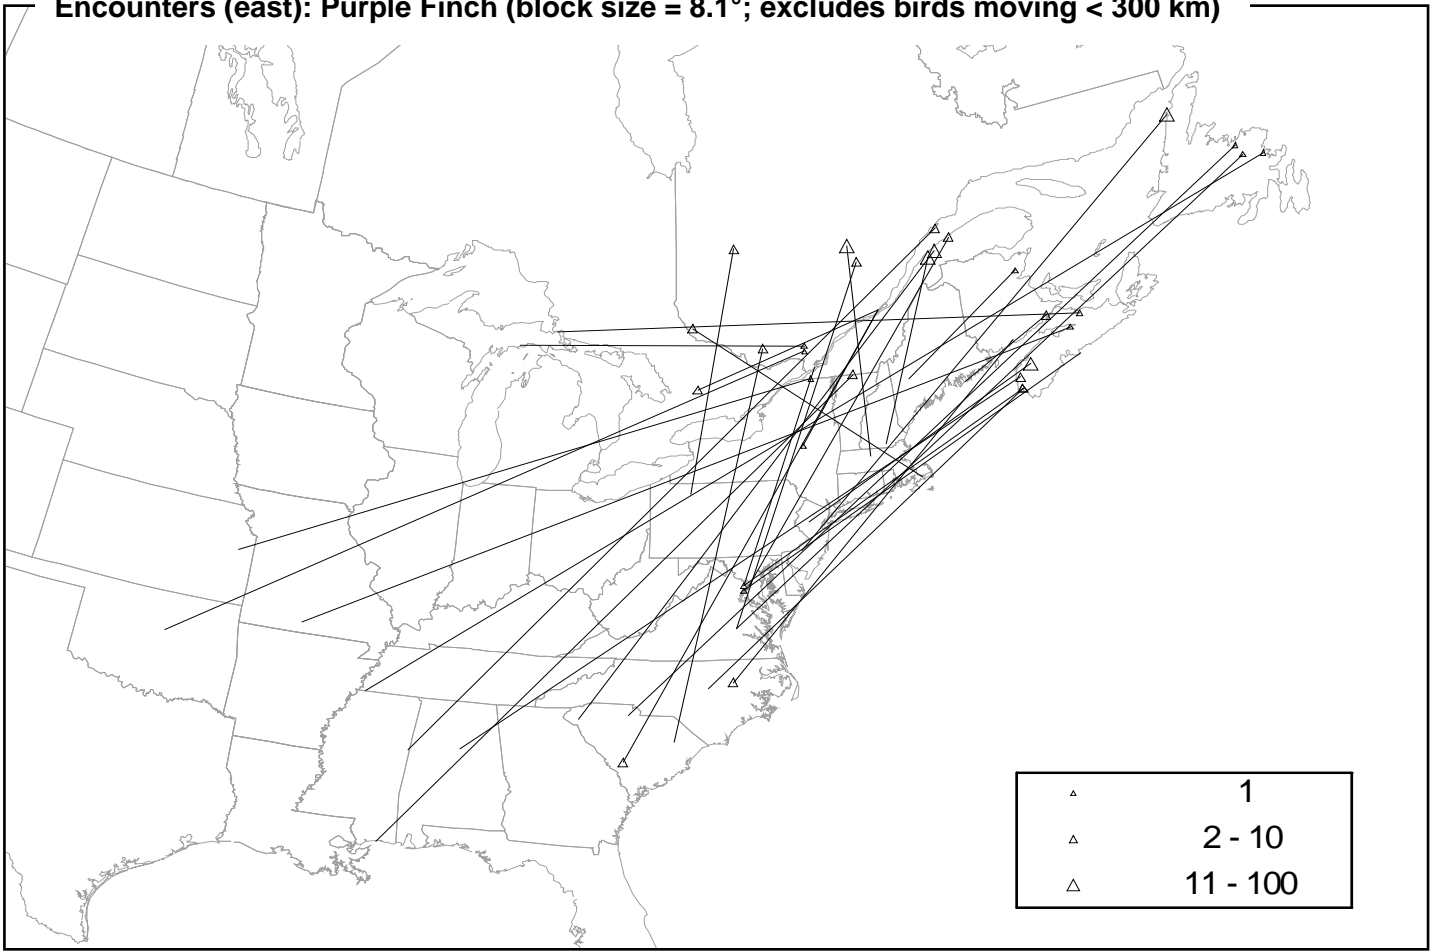 Encounters (east): Purple Finch (block size = 8.1°; excludes birds moving < 300 km)
1
2 - 10
11 - 100